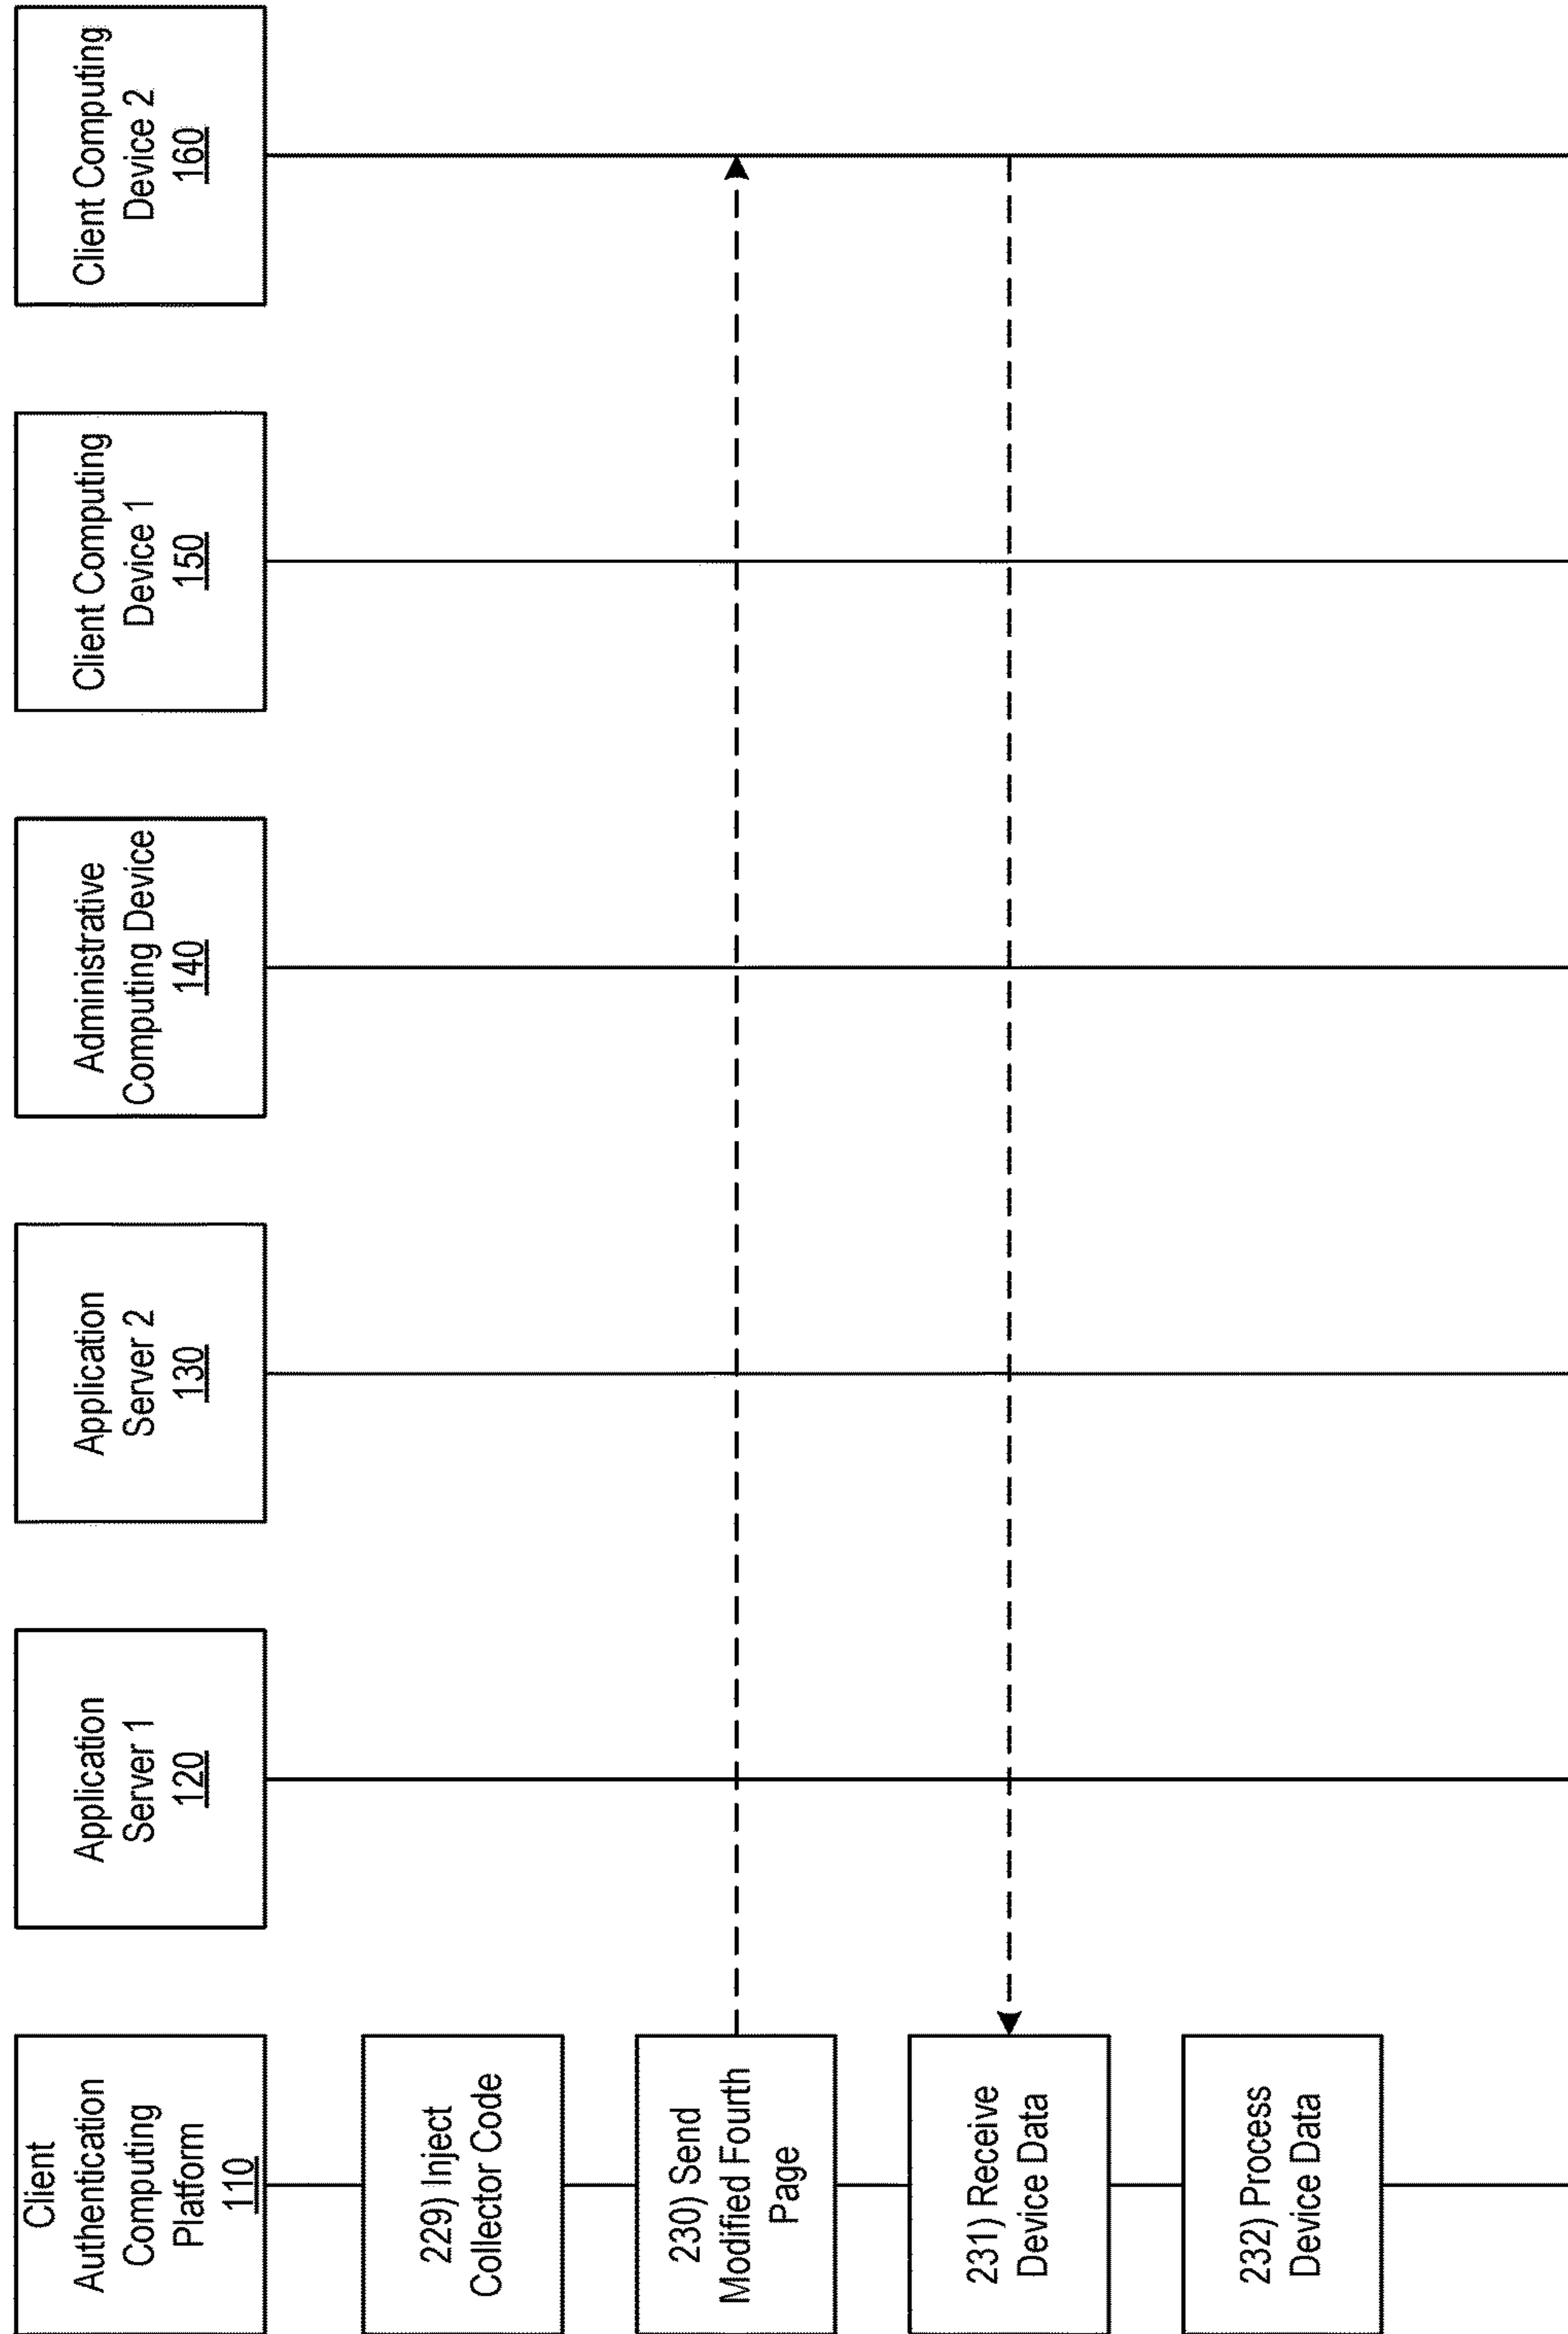 Client
Authentication
Computing
Platform
110
Application
Server 1
120
Application
Server 2
130
Administrative
Computing Device
140
Client Computing
Device 1
150
Client Computing
Device 2
160
229) Inject
Collector Code
230) Send
Modified Fourth
Page
231) Receive
Device Data
232) Process
Device Data